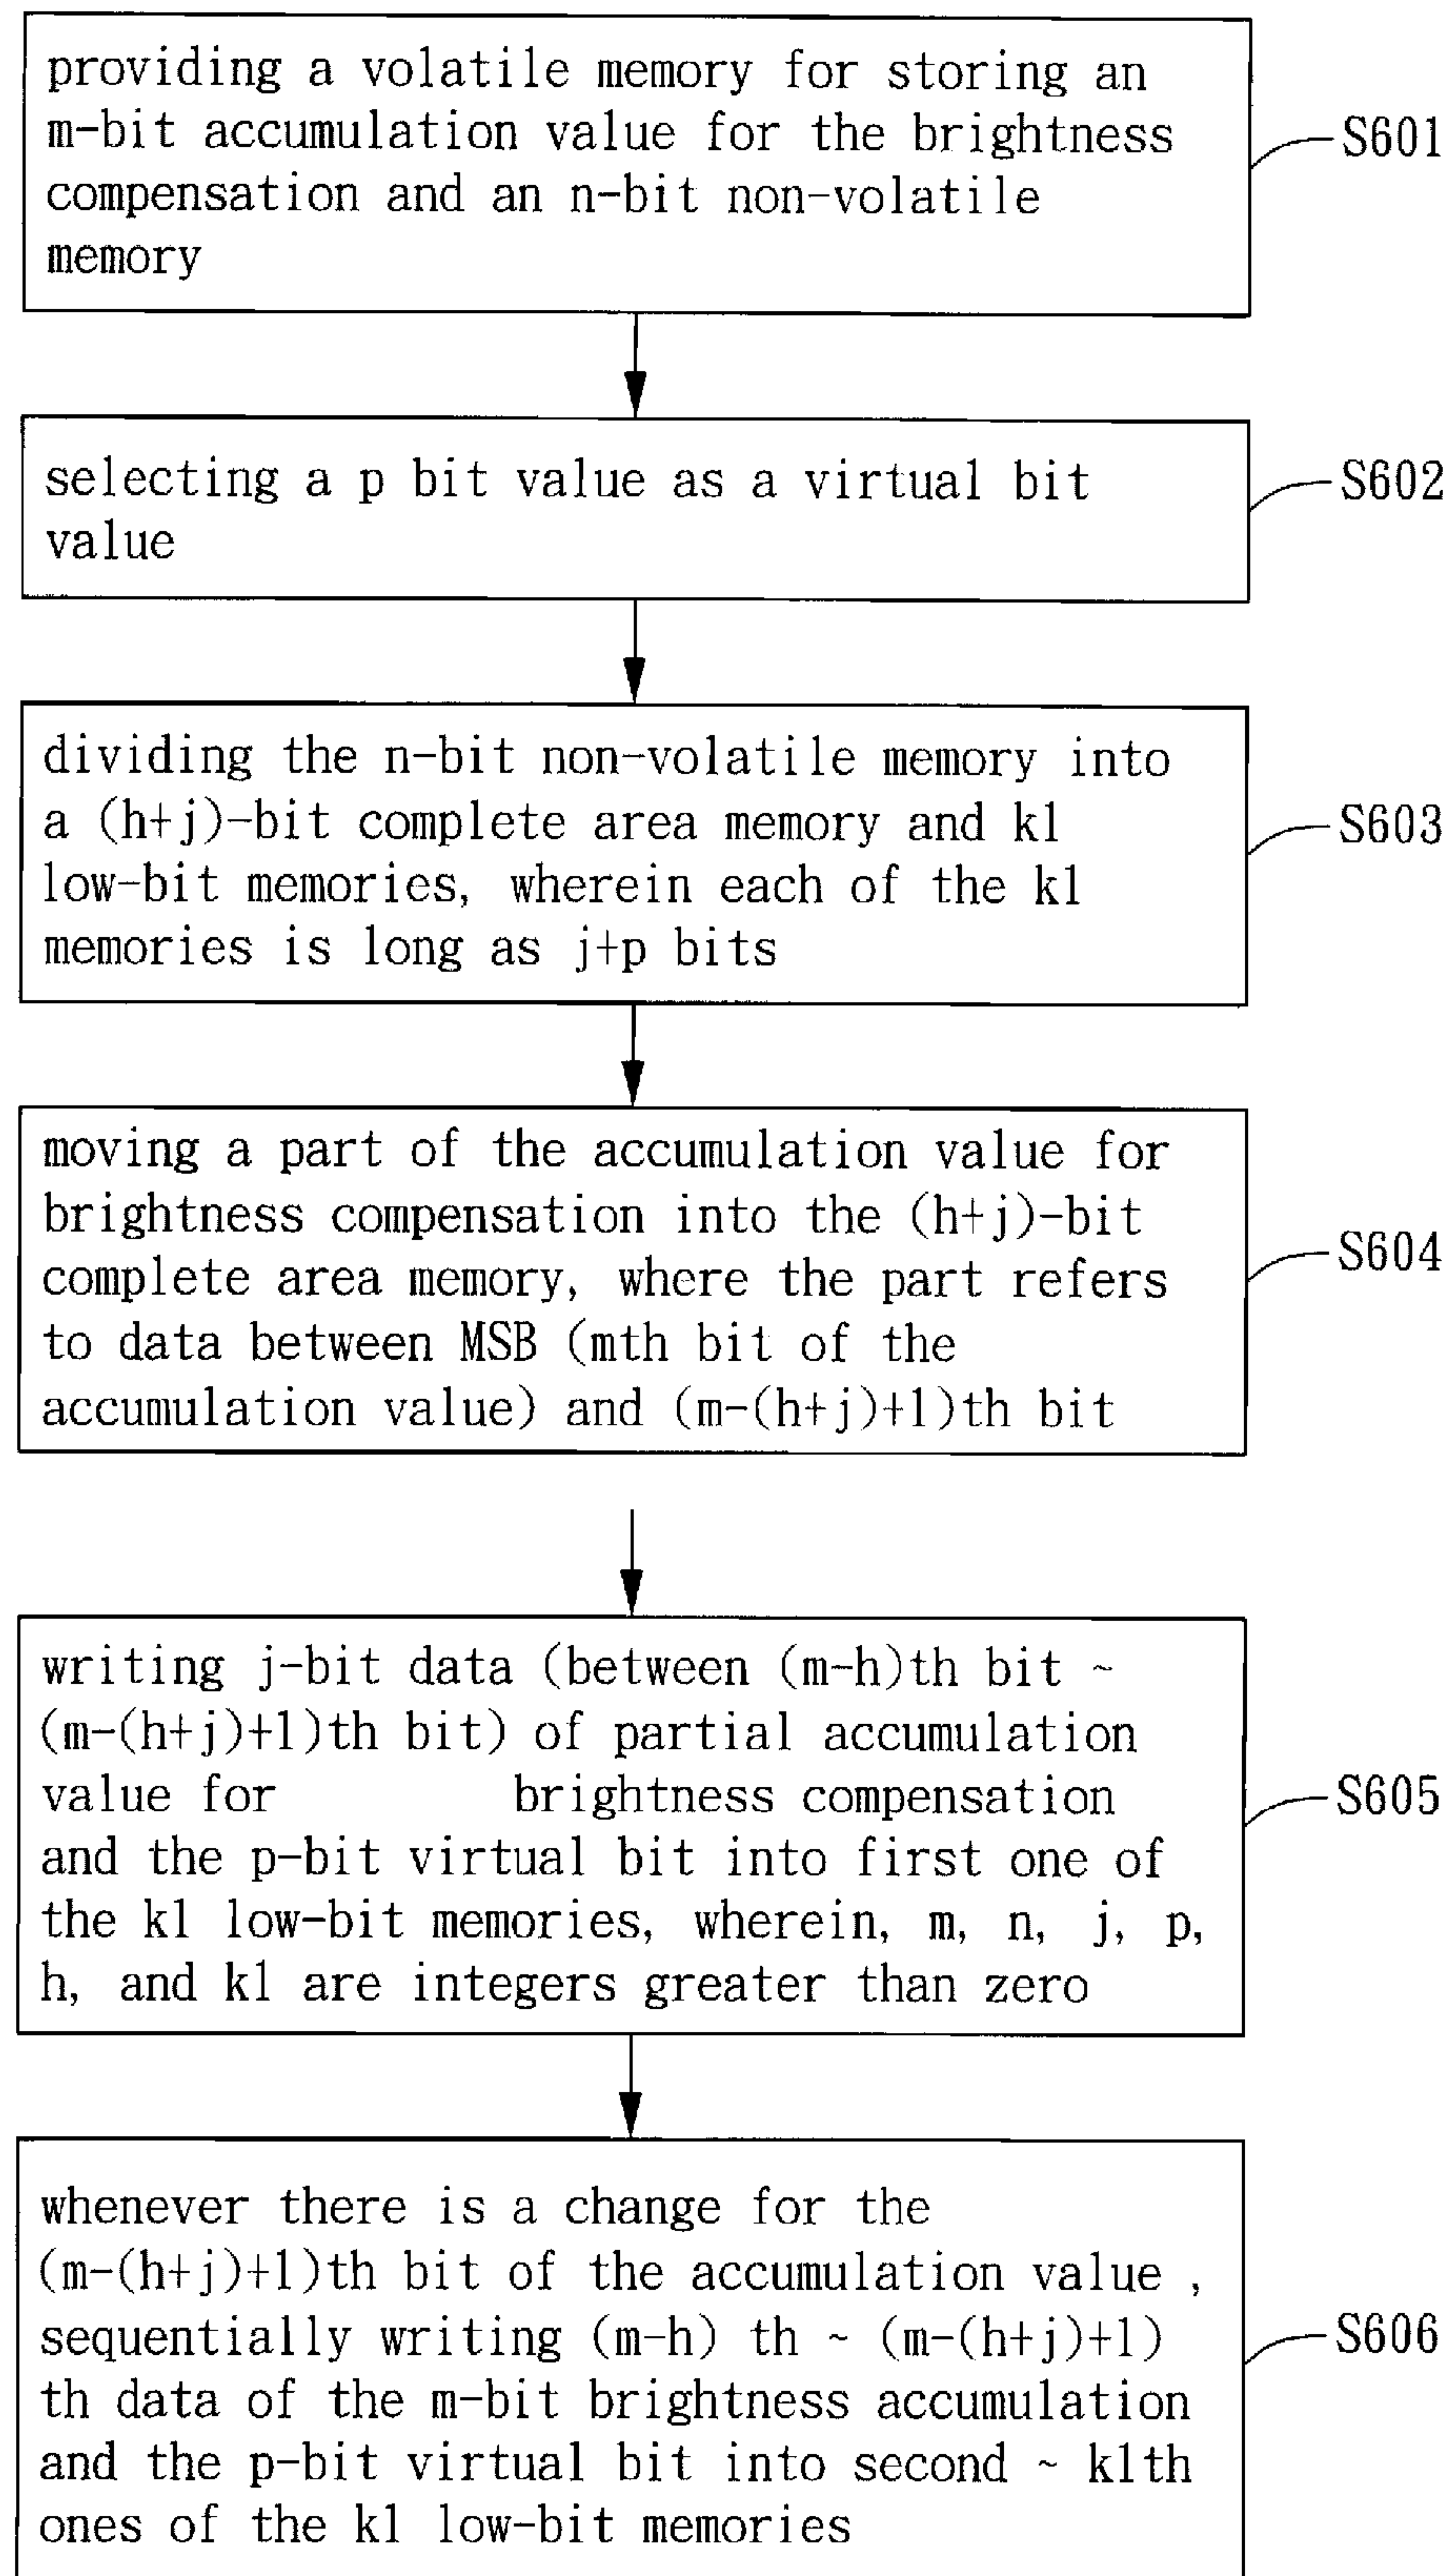 providing a volatile memory for storing an
m-bit accumulation value for the brightness
compensation and an n-bit non-volatile
memory
S601
selecting a p bit value as a virtual bit
value
S602
dividing the n-bit non-volatile memory into
a (h+j)-bit complete area memory and k1
low-bit memories, wherein each of the k1
memories is long as j+p bits
S603
moving a part of the accumulation value for
brightness compensation into the (h+j)-bit
complete area memory, where the part refers
to data between MSB (mth bit of the
accumulation value) and (m-(h+j)+1)th bit
S604
writing j-bit data (between (m-h)th bit ~
(m-(h+j)+1)th bit) of partial accumulation
value for brightness compensation
and the p-bit virtual bit into first one of
the k1 low-bit memories, wherein, m, n, j, p,
h, and k1 are integers greater than zero
S605
whenever there is a change for the
(m-(h+j)+1)th bit of the accumulation value ,
sequentially writing (m-h) th ~ (m-(h+j)+1)
th data of the m-bit brightness accumulation
and the p-bit virtual bit into second ~ k1th
ones of the k1 low-bit memories
S606